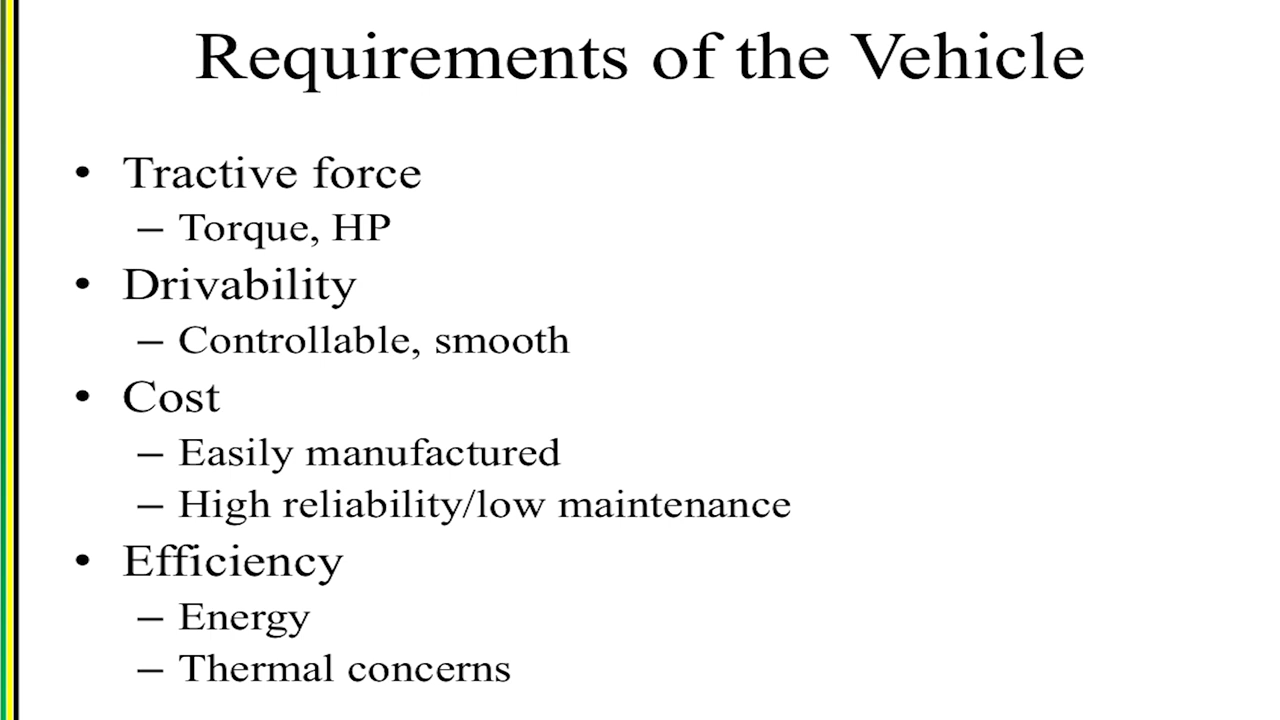 Requirements of the Vehicle
• Tractive force
– Torque, HP
• Drivability
– Controllable, smooth
• Cost
– Easily manufactured
– High reliability/low maintenance
• Efficiency
– Energy
– Thermal concerns